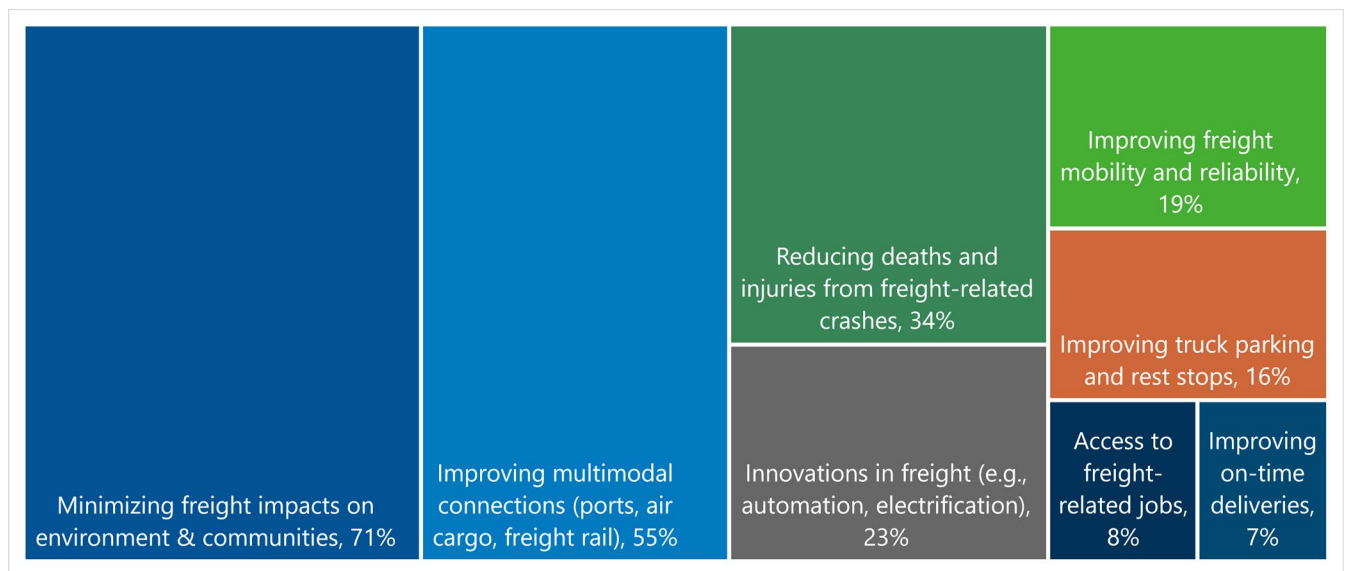 Minimizing freight impacts on
environment & communities, 71%
Improving multimodal
connections (ports, air
cargo, freight rail), 55%
Reducing deaths and
injuries from freight-related
crashes, 34%
Innovations in freight (e.g.,
automation, electrification),
23%
Improving freight
mobility and reliability,
19%
Improving truck parking
and rest stops, 16%
Access to
freight-
related jobs,
8%
Improving
on-time
deliveries,
7%